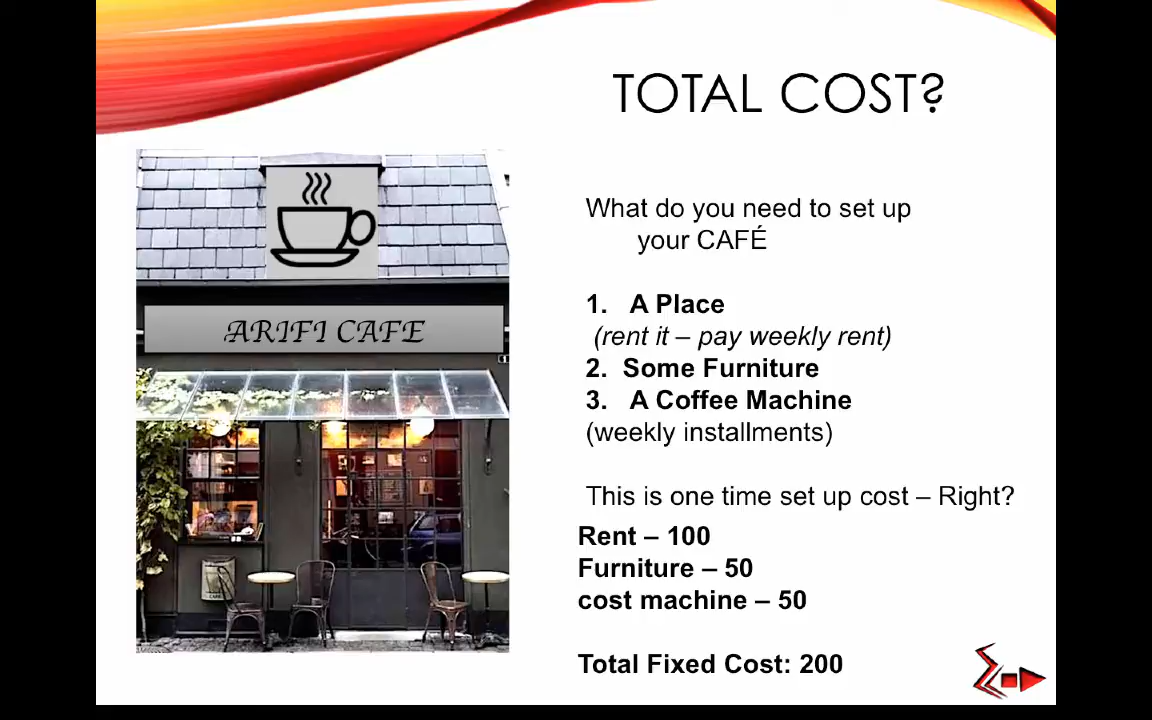 TOTAL COST?
ARIFI CAFE
What do you need to set up
your CAFÉ
1. A Place
(rent it – pay weekly rent)
2. Some Furniture
3. A Coffee Machine
(weekly installments)
This is one time set up cost – Right?
Rent – 100
Furniture – 50
cost machine – 50
Total Fixed Cost: 200